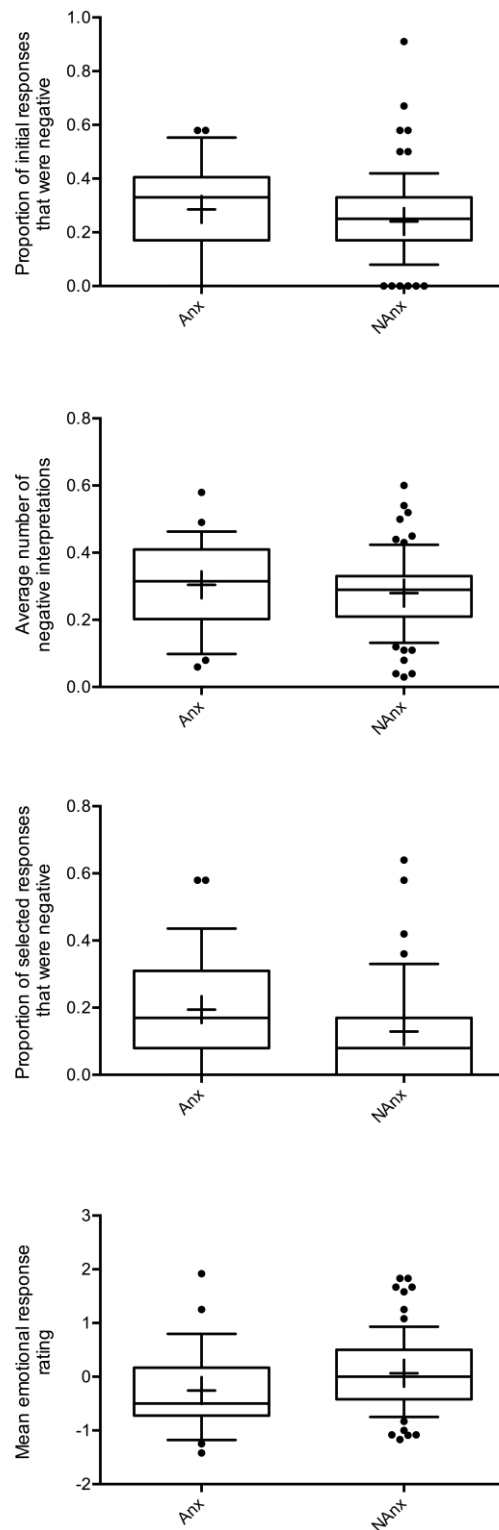 Proportion of initial responses
that were negative
1.0
0.8
0.6
0.4
0.2
0.0
Anx
NAnx
Average number of
negative interpretations
0.8
0.6
0.4
0.2
0.0
Anx
NAnx
Proportion of selected responses
that were negative
0.8
0.6
0.4
0.2
0.0
Anx
NAnx
Mean emotional response
rating
3
2
1
0
-1
-2
Anx
NAnx